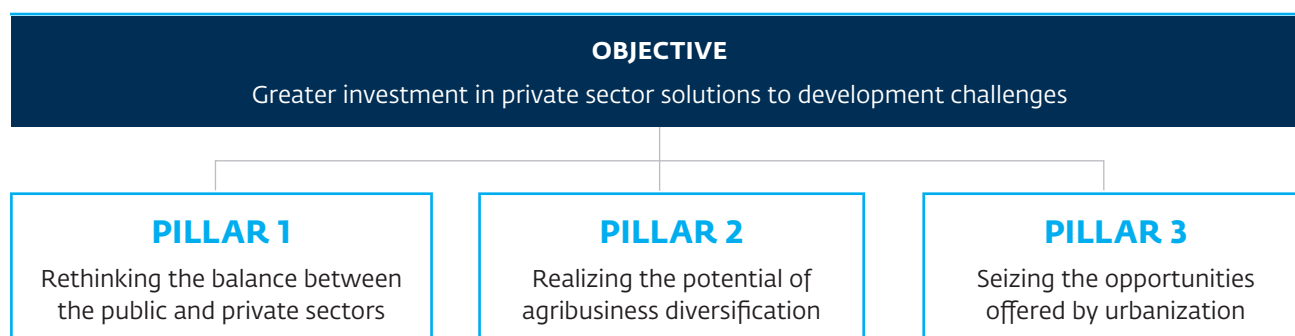 OBJECTIVE
Greater investment in private sector solutions to development challenges
PILLAR 1
Rethinking the balance between
the public and private sectors
PILLAR 2
Realizing the potential of
agribusiness diversification
PILLAR 3
Seizing the opportunities
offered by urbanization